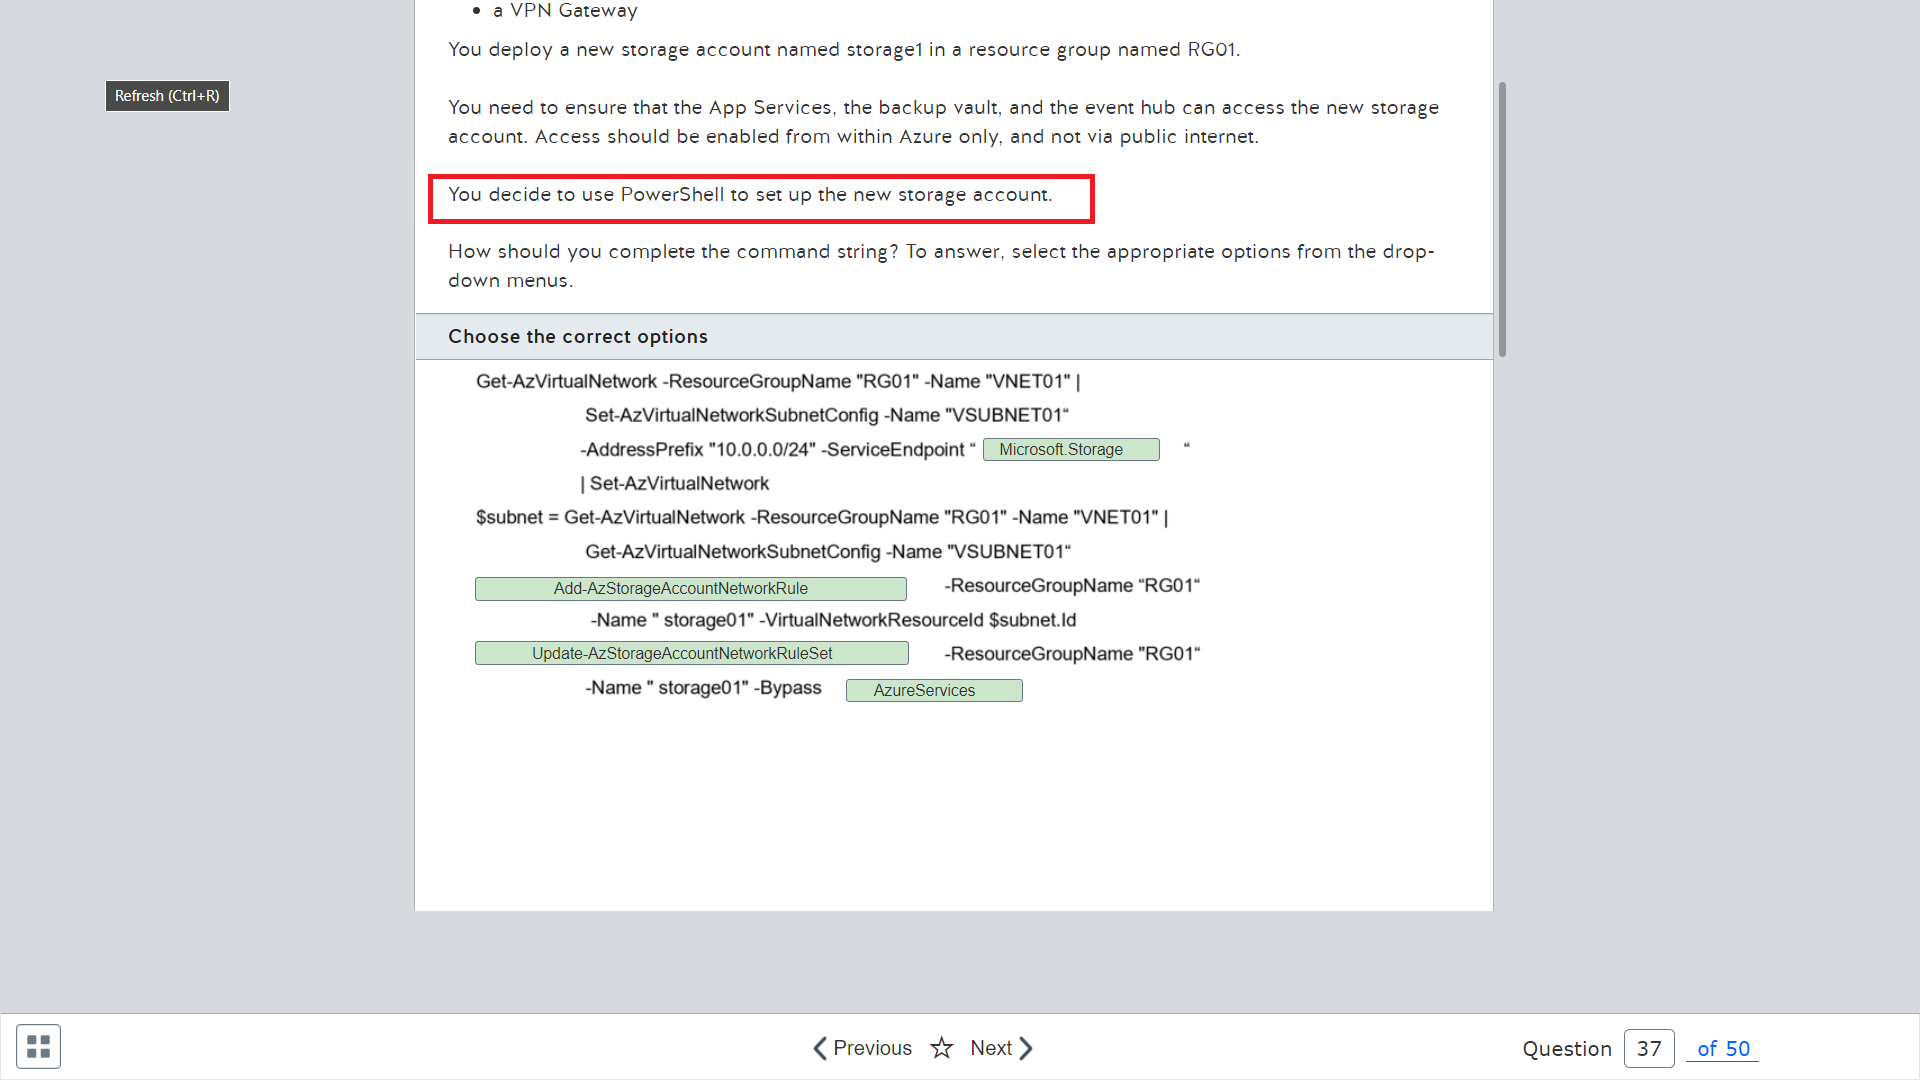 • a VPN Gateway
You deploy a new storage account named storage1 in a resource group named RG01.
Refresh (Ctrl+R)
You need to ensure that the App Services, the backup vault, and the event hub can access the new storage
account. Access should be enabled from within Azure only, and not via public internet.
You decide to use PowerShell to set up the new storage account.
How should you complete the command string? To answer, select the appropriate options from the drop-
down menus.
Choose the correct options
Get-AzVirtualNetwork -ResourceGroupName "RG01" -Name "VNET01" |
Set-AzVirtualNetworkSubnetConfig -Name "VSUBNET01“
-AddressPrefix "10.0.0.0/24" -ServiceEndpoint “ Microsoft.Storage “
| Set-AzVirtualNetwork
$subnet = Get-AzVirtualNetwork -ResourceGroupName "RG01" -Name "VNET01" |
Get-AzVirtualNetworkSubnetConfig -Name "VSUBNET01“
Add-AzStorageAccountNetworkRule -ResourceGroupName “RG01“
-Name " storage01" -VirtualNetworkResourceId $subnet.Id
Update-AzStorageAccountNetworkRuleSet -ResourceGroupName "RG01“
-Name " storage01" -Bypass AzureServices
Previous Next Question 37 of 50